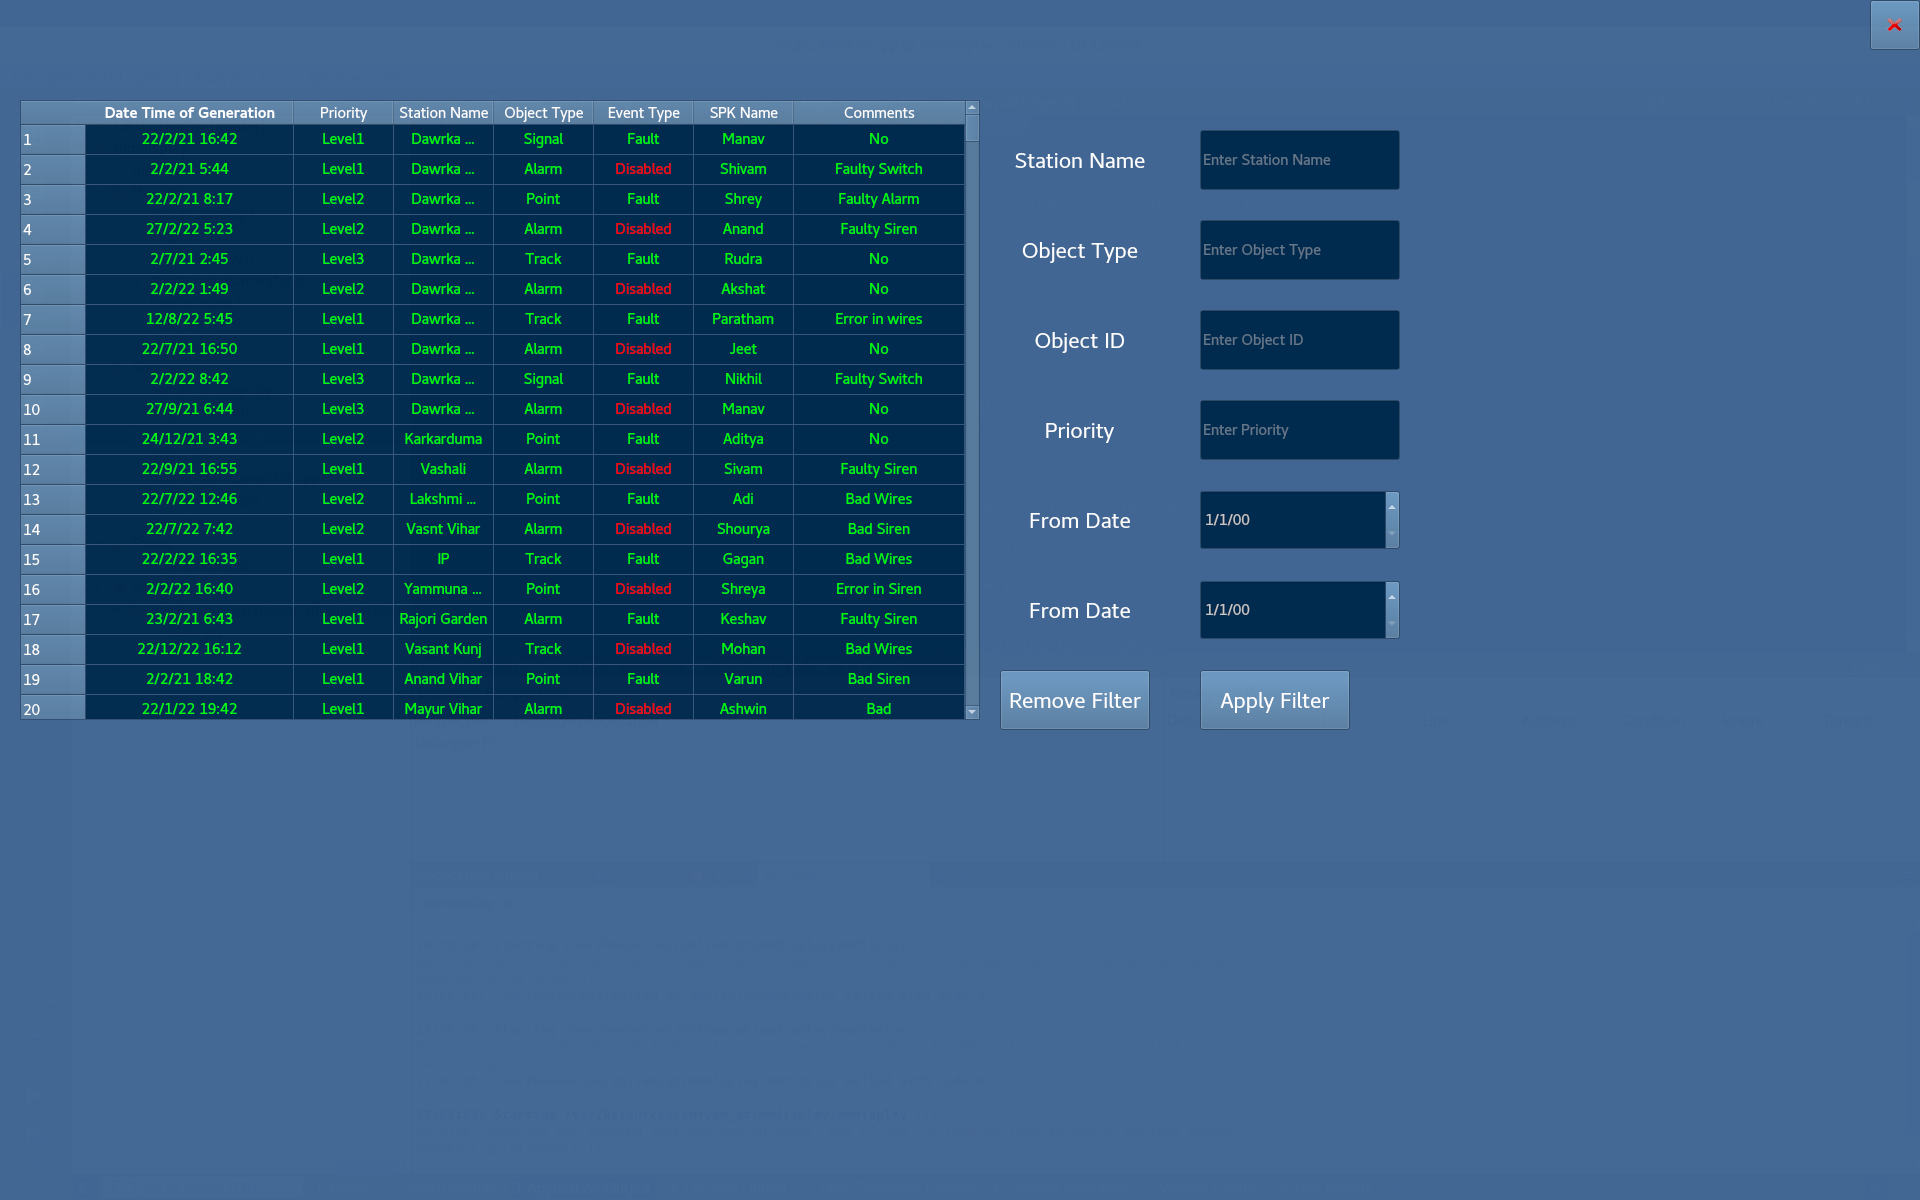 Date Time of Generation Priority Station Name Object Type Event Type SPK Name Comments
1 22/2/21 16:42 Level1 Dawrka ... Signal Fault Manav No
2 2/2/21 5:44 Level1 Dawrka ... Alarm Disabled Shivam Faulty Switch
3 22/2/21 8:17 Level2 Dawrka ... Point Fault Shrey Faulty Alarm
4 27/2/22 5:23 Level2 Dawrka ... Alarm Disabled Anand Faulty Siren
5 2/7/21 2:45 Level3 Dawrka ... Track Fault Rudra No
6 2/2/22 1:49 Level2 Dawrka ... Alarm Disabled Akshat No
7 12/8/22 5:45 Level1 Dawrka ... Track Fault Paratham Error in wires
8 22/7/21 16:50 Level1 Dawrka ... Alarm Disabled Jeet No
9 2/2/22 8:42 Level3 Dawrka ... Signal Fault Nikhil Faulty Switch
10 27/9/21 6:44 Level3 Dawrka ... Alarm Disabled Manav No
11 24/12/21 3:43 Level2 Karkarduma Point Fault Aditya No
12 22/9/21 16:55 Level1 Vashali Alarm Disabled Sivam Faulty Siren
13 22/7/22 12:46 Level2 Lakshmi ... Point Fault Adi Bad Wires
14 22/7/22 7:42 Level2 Vasnt Vihar Alarm Disabled Shourya Bad Siren
15 22/2/22 16:35 Level1 IP Track Fault Gagan Bad Wires
16 2/2/22 16:40 Level2 Yammuna ... Point Disabled Shreya Error in Siren
17 23/2/21 6:43 Level1 Rajori Garden Alarm Fault Keshav Faulty Siren
18 22/12/22 16:12 Level1 Vasant Kunj Track Disabled Mohan Bad Wires
19 2/2/21 18:42 Level1 Anand Vihar Point Fault Varun Bad Siren
20 22/1/22 19:42 Level1 Mayur Vihar Alarm Disabled Ashwin Bad
Station Name Enter Station Name
Object Type Enter Object Type
Object ID Enter Object ID
Priority Enter Priority
From Date 1/1/00
From Date 1/1/00
Remove Filter Apply Filter